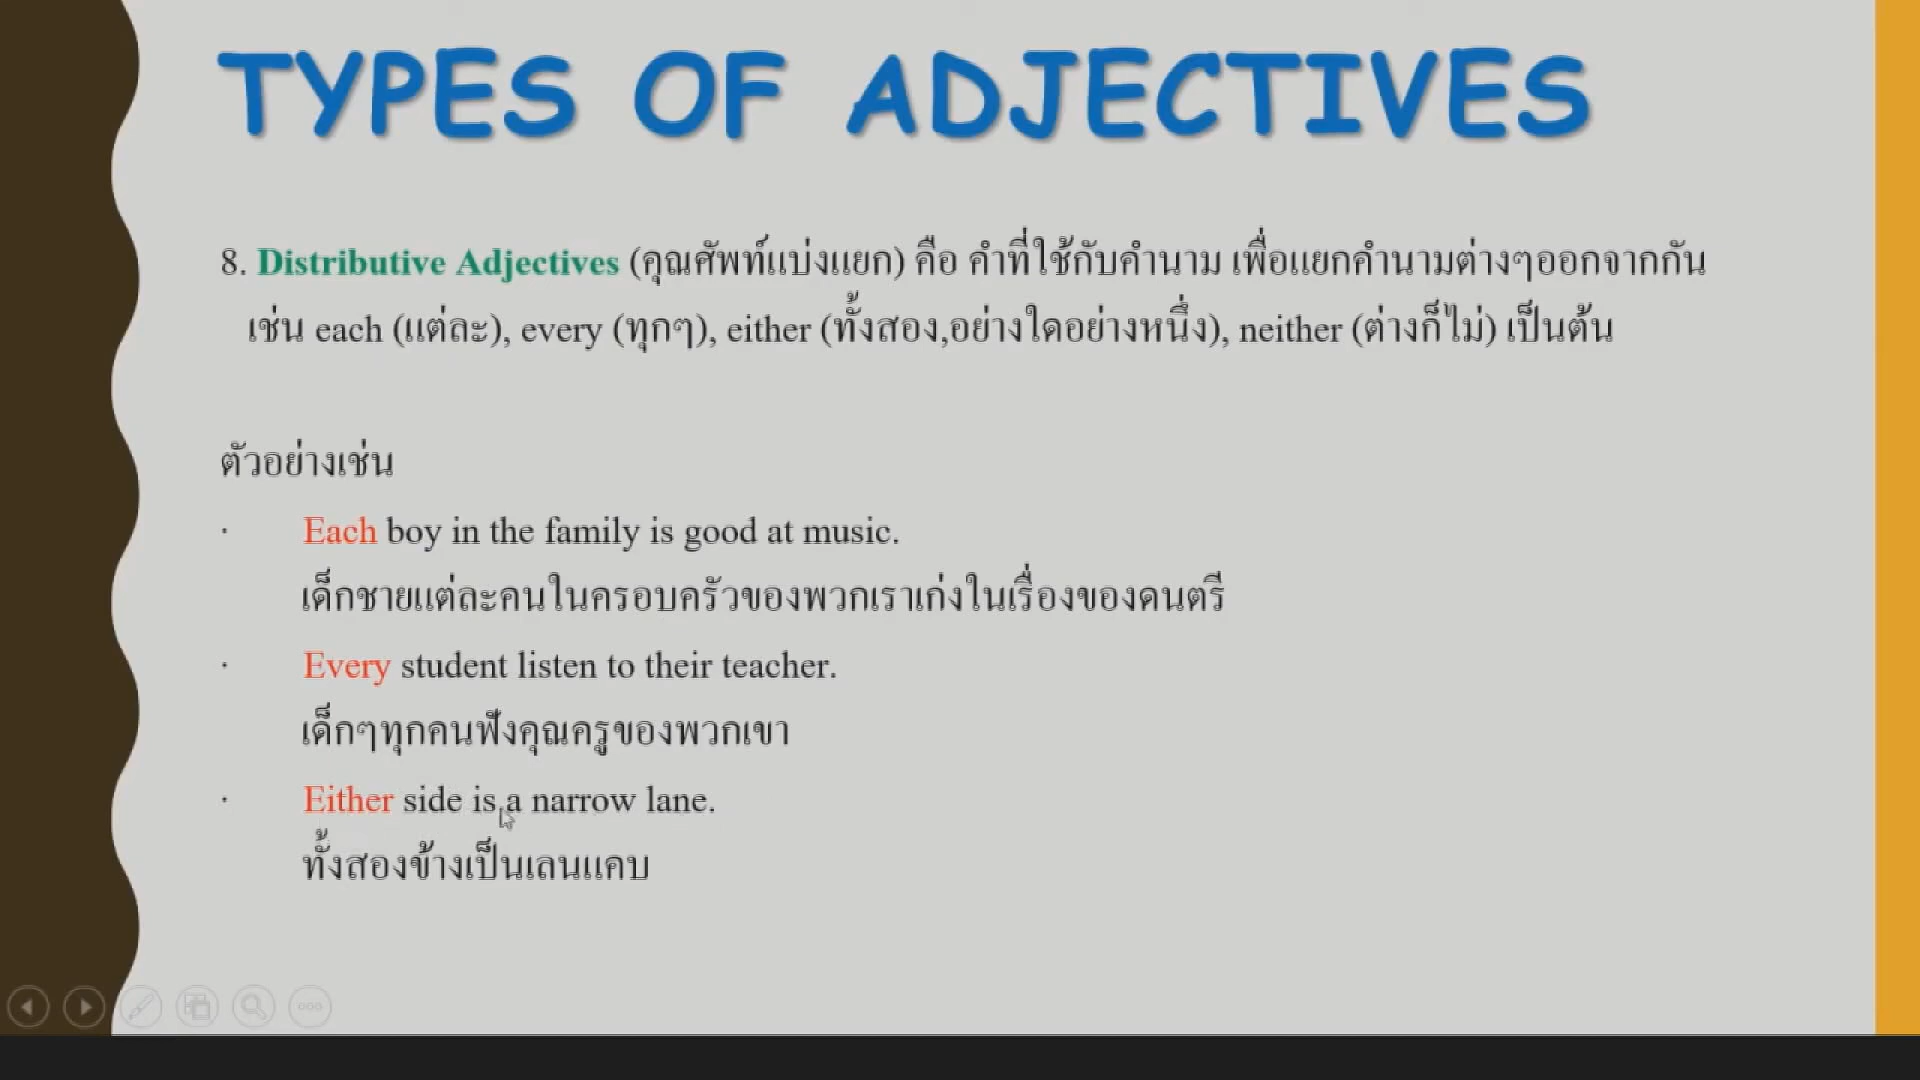 TYPES OF ADJECTIVES
8. Distributive Adjectives (คุณศัพท์แบ่งแยก) คือ คำที่ใช้กับคำนาม เพื่อแยกคำนามต่างๆออกจากกัน
เช่น each (แต่ละ), every (ทุกๆ), either (ทั้งสอง,อย่างใดอย่างหนึ่ง), neither (ต่างก็ไม่) เป็นต้น
ตัวอย่างเช่น
· Each boy in the family is good at music.
เด็กชายแต่ละคนในครอบครัวของพวกเราเก่งในเรื่องของดนตรี
· Every student listen to their teacher.
เด็กๆทุกคนฟังคุณครูของพวกเขา
· Either side is a narrow lane.
ทั้งสองข้างเป็นเลนแคบ